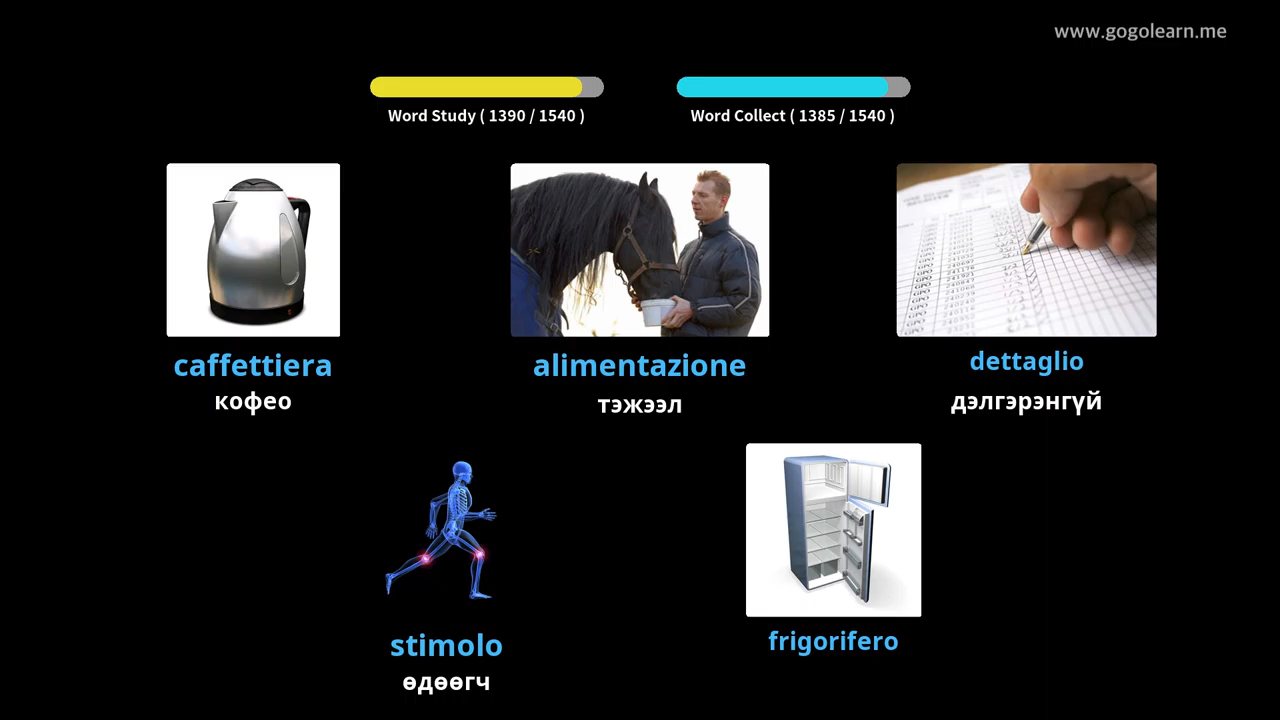 www.gogolearn.me
Word Study ( 1390 / 1540 )
Word Collect ( 1385 / 1540 )
caffettiera
кофео
alimentazione
тэжээл
dettaglio
дэлгэрэнгүй
stimolo
өдөөгч
frigorifero